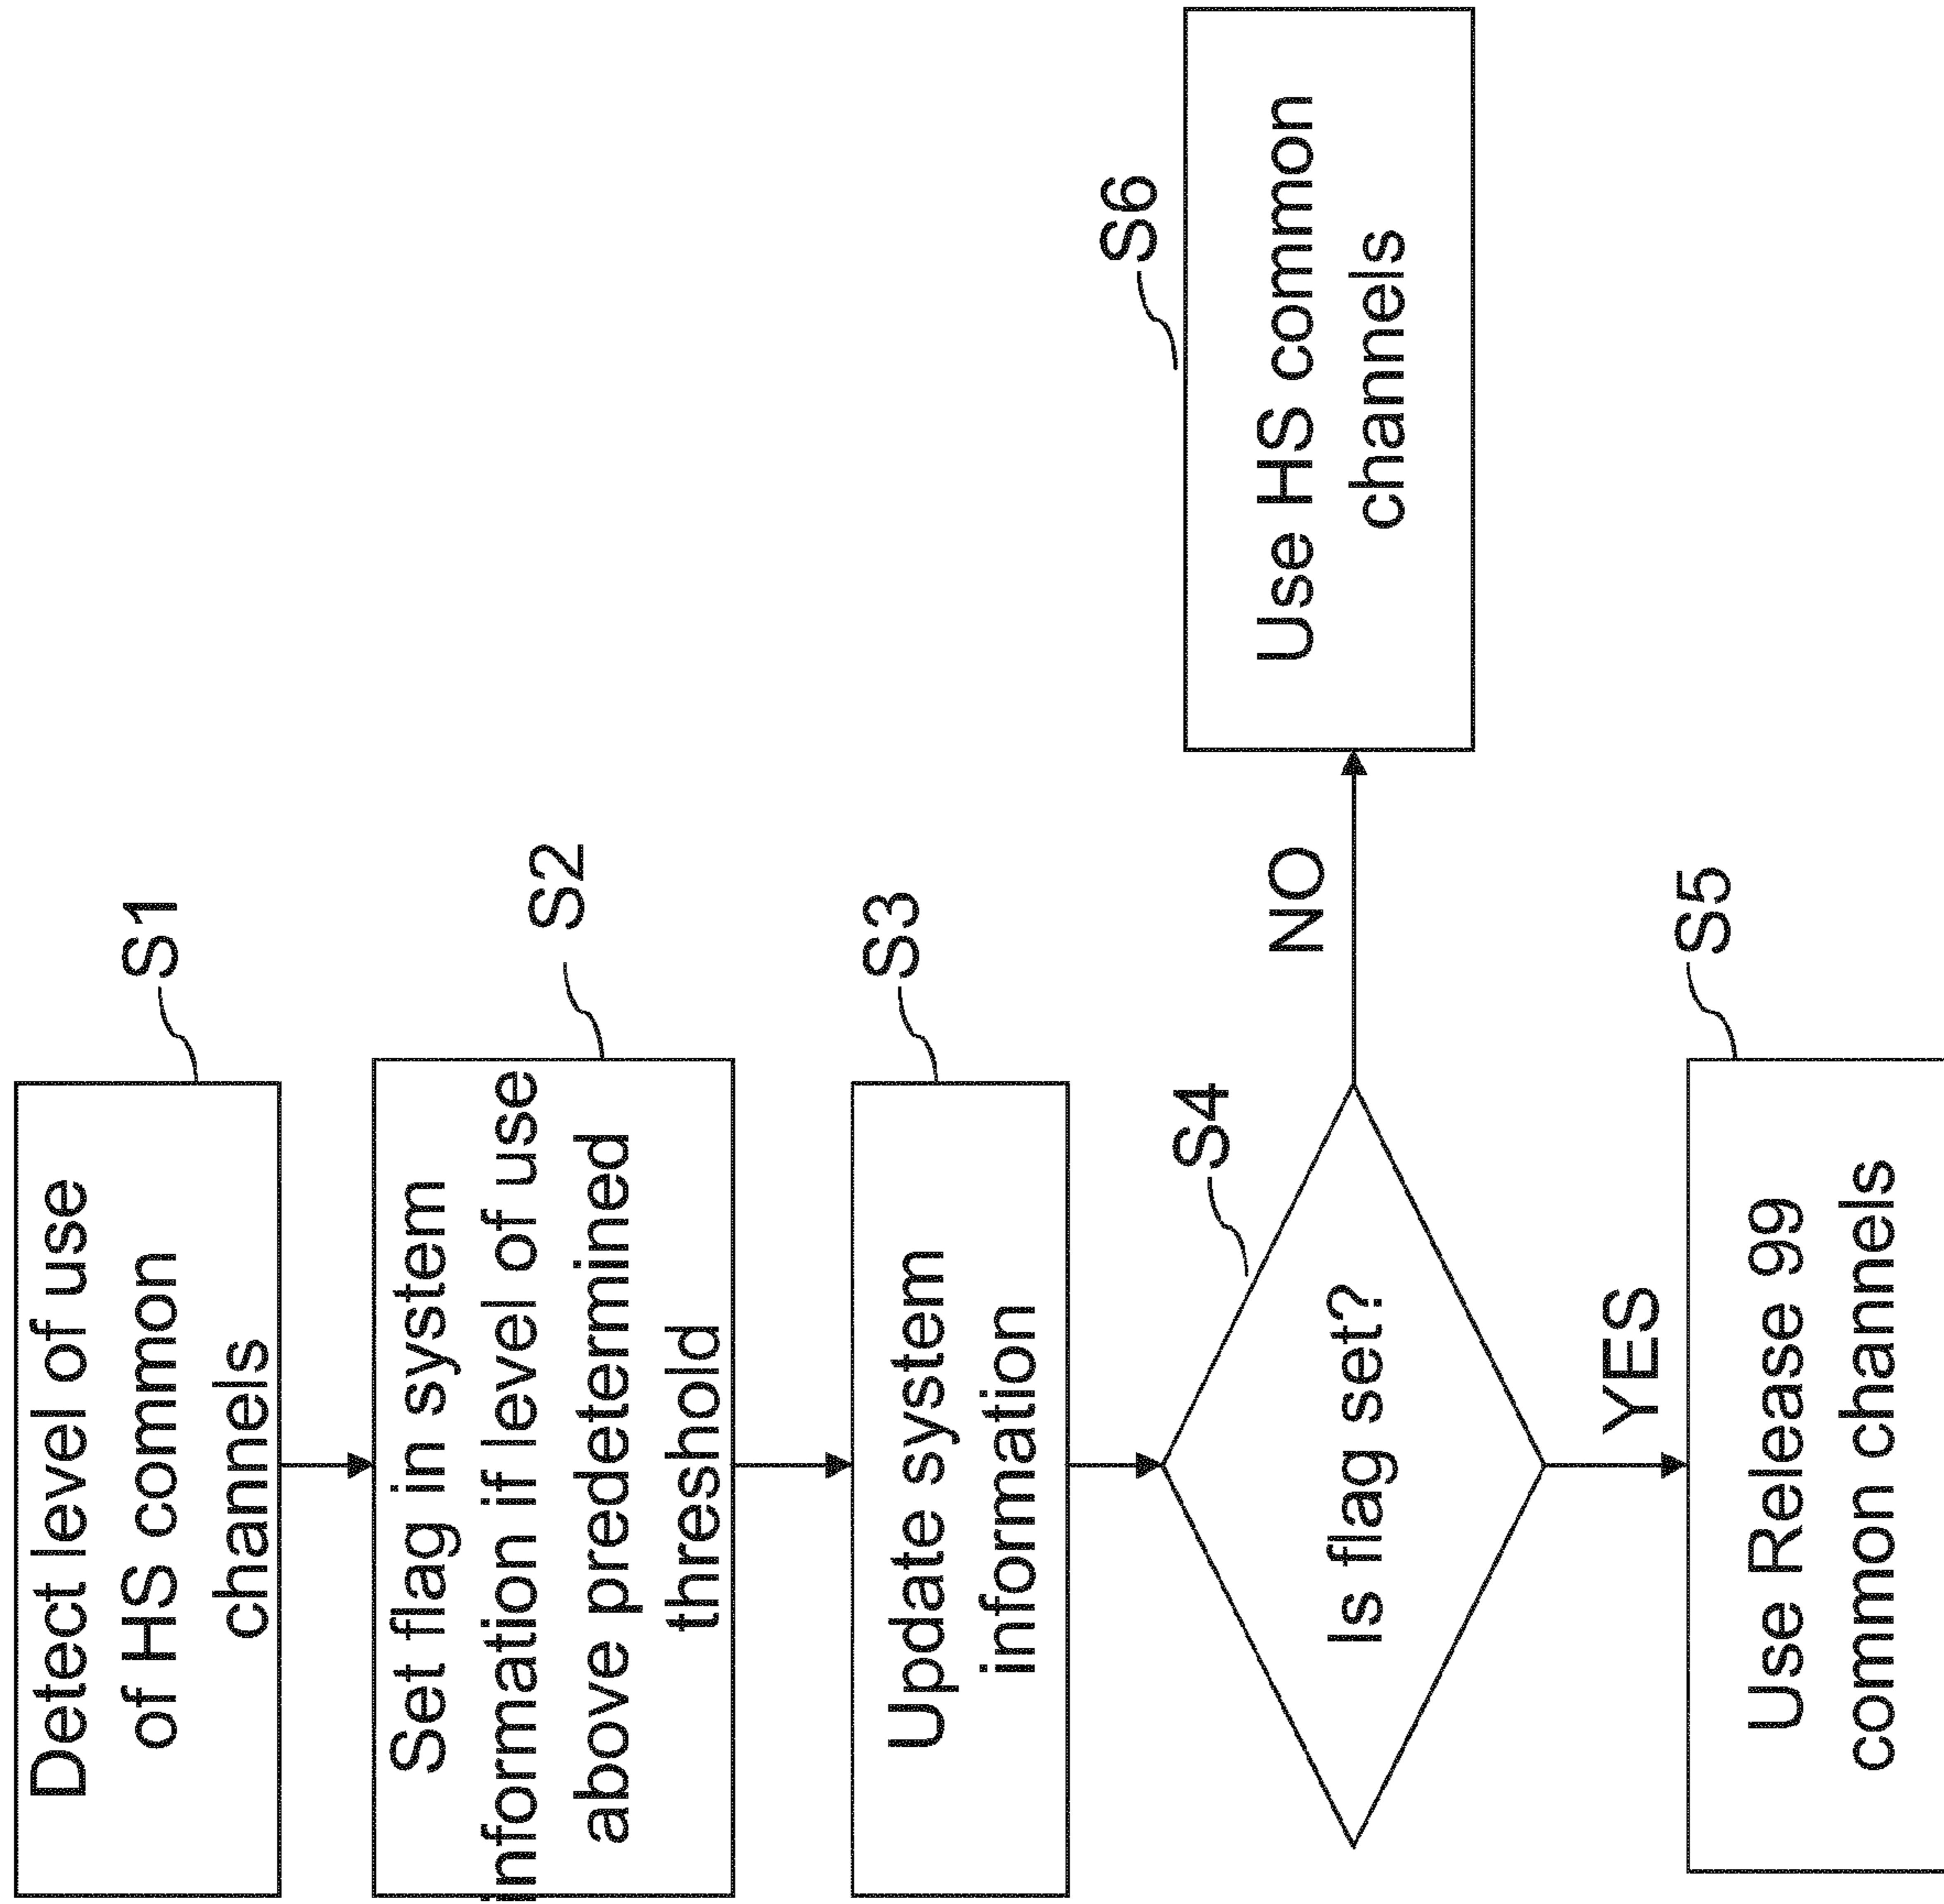 Detect level of use
of HS common
channels
S1
Set flag in system
information if level of use
above predetermined
threshold
S2
Update system
information
S3
Is flag set?
S4
NO
Use HS common
channels
S6
YES
Use Release 99
common channels
S5